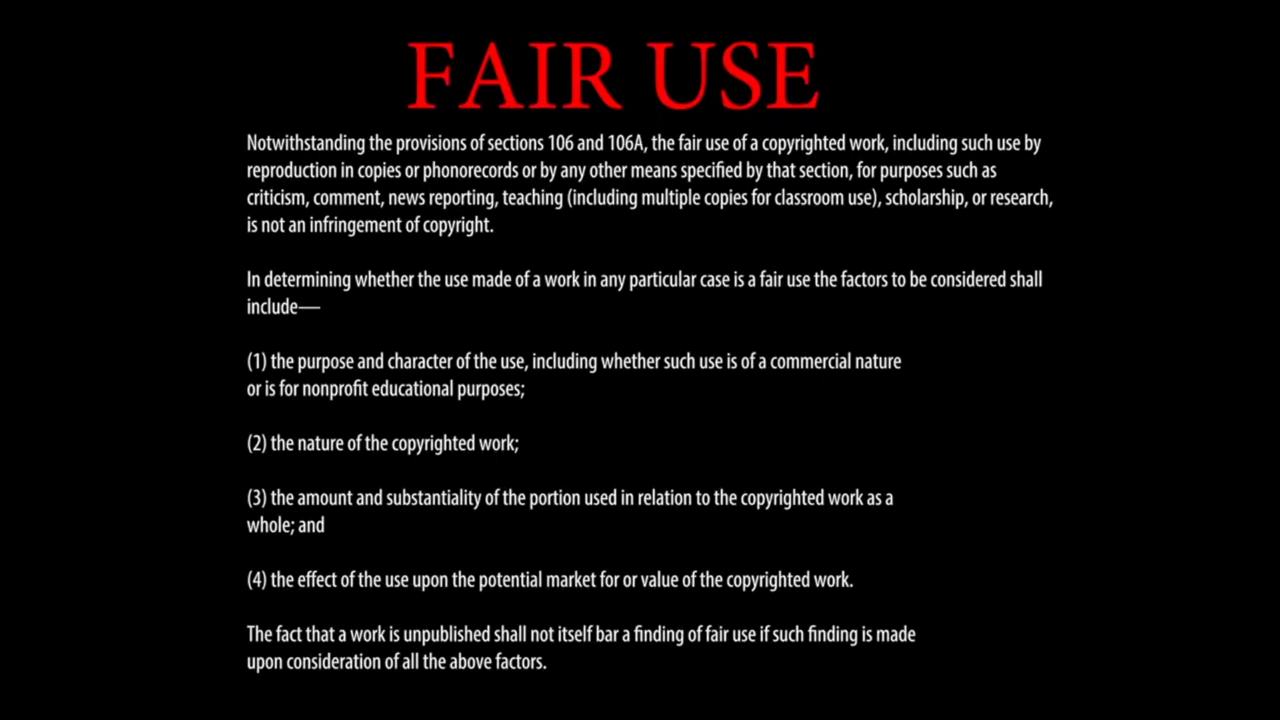 FAIR USE
Notwithstanding the provisions of sections 106 and 106A, the fair use of a copyrighted work, including such use by
reproduction in copies or phonorecords or by any other means specified by that section, for purposes such as
criticism, comment, news reporting, teaching (including multiple copies for classroom use), scholarship, or research,
is not an infringement of copyright.
In determining whether the use made of a work in any particular case is a fair use the factors to be considered shall
include—
(1) the purpose and character of the use, including whether such use is of a commercial nature
or is for nonprofit educational purposes;
(2) the nature of the copyrighted work;
(3) the amount and substantiality of the portion used in relation to the copyrighted work as a
whole; and
(4) the effect of the use upon the potential market for or value of the copyrighted work.
The fact that a work is unpublished shall not itself bar a finding of fair use if such finding is made
upon consideration of all the above factors.